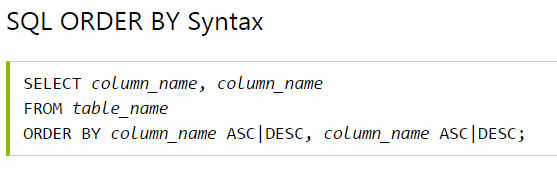 SQL ORDER BY Syntax
SELECT column_name, column_name
FROM table_name
ORDER BY column_name ASC|DESC, column_name ASC|DESC;